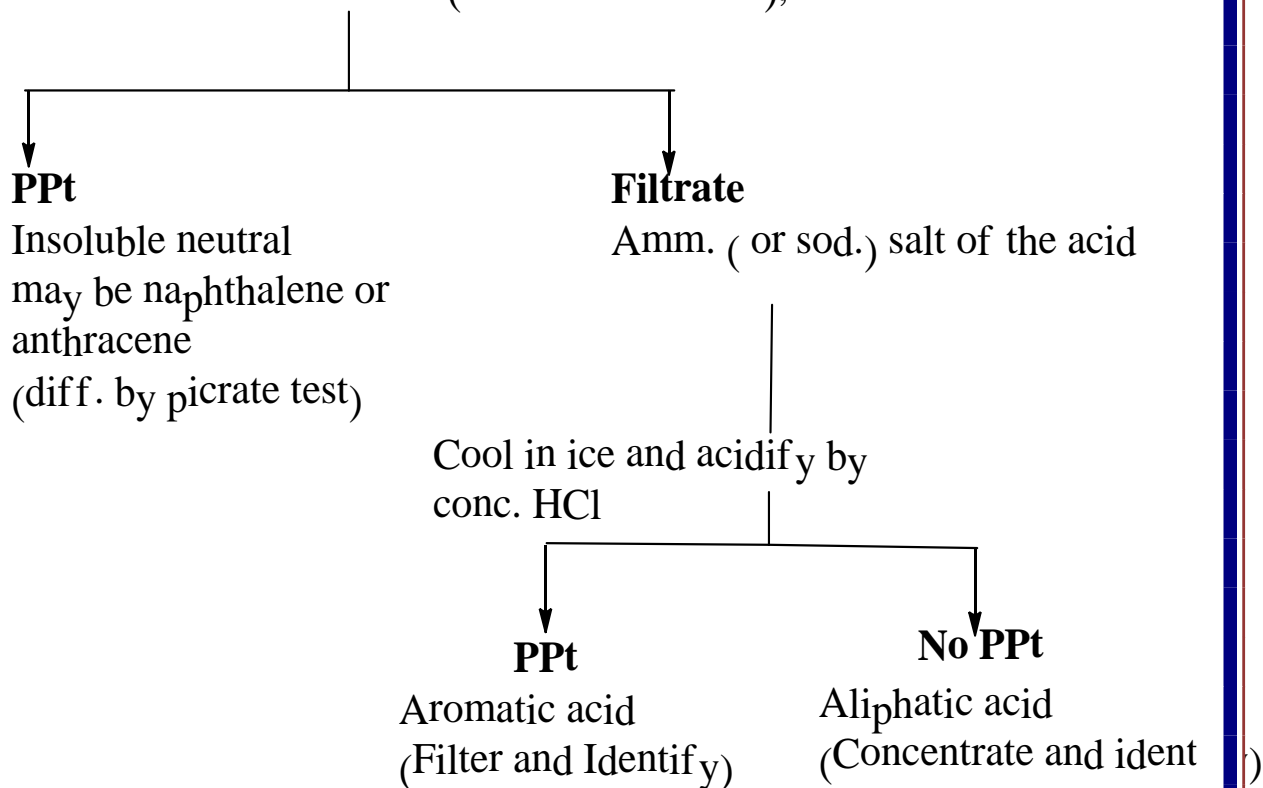 PPt
Insoluble neutral
may be naphthalene or
anthracene
(diff. by picrate test)
Filtrate
Amm. ( or sod.) salt of the acid
Cool in ice and acidify by
conc. HCl
PPt
Aromatic acid
(Filter and Identify)
No PPt
Aliphatic acid
(Concentrate and ident )